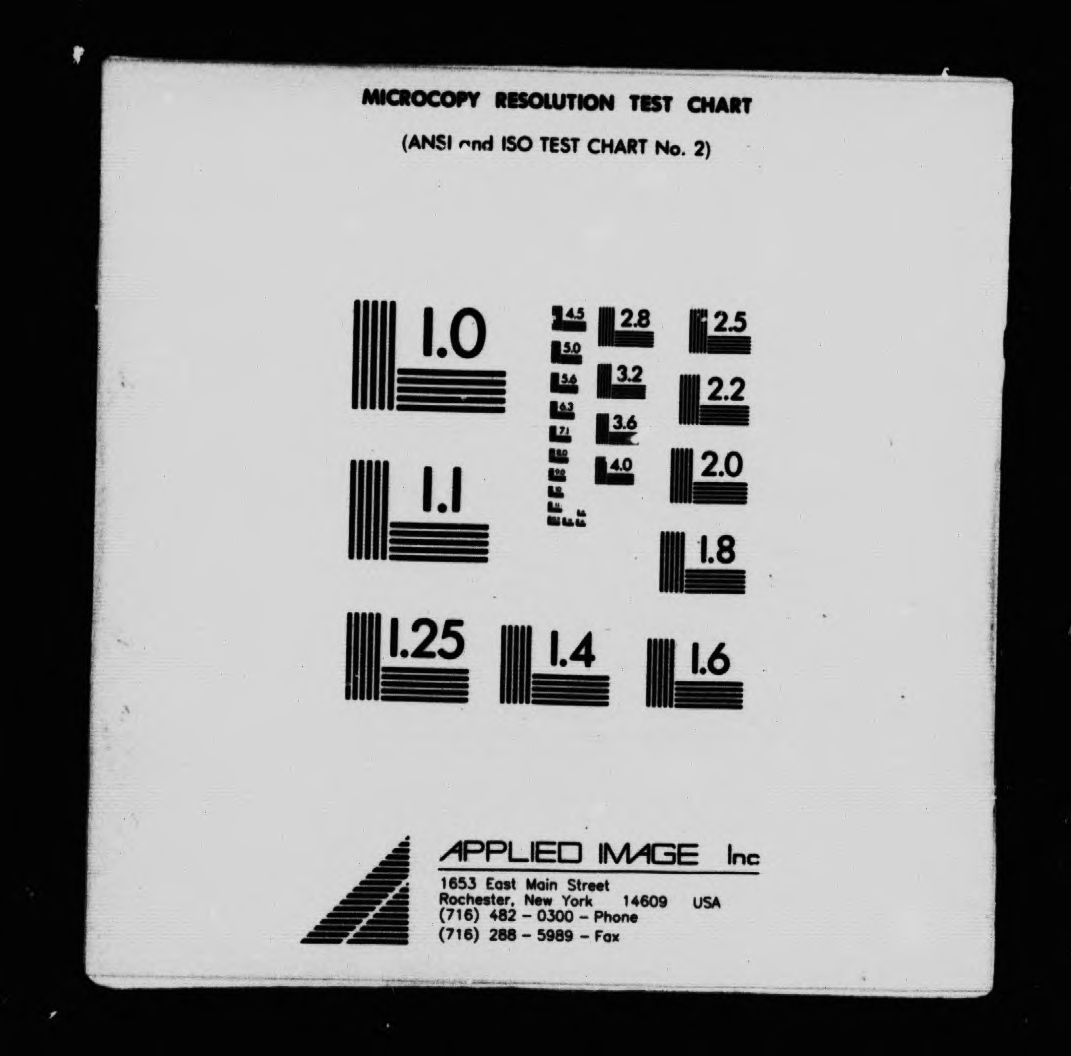 MICROCOPY RESOLUTION TEST CHART
(ANSI and ISO TEST CHART No. 2)
1.0
1.1
1.25
1.4
1.6
1.8
2.0
2.2
2.5
2.8
3.2
3.6
4.0
4.5
5.0
5.6
6.3
7.1
8.0
9.0
APPLIED IMAGE Inc
1653 East Main Street
Rochester, New York 14609 USA
(716) 482 - 0300 - Phone
(716) 288 - 5989 - Fax